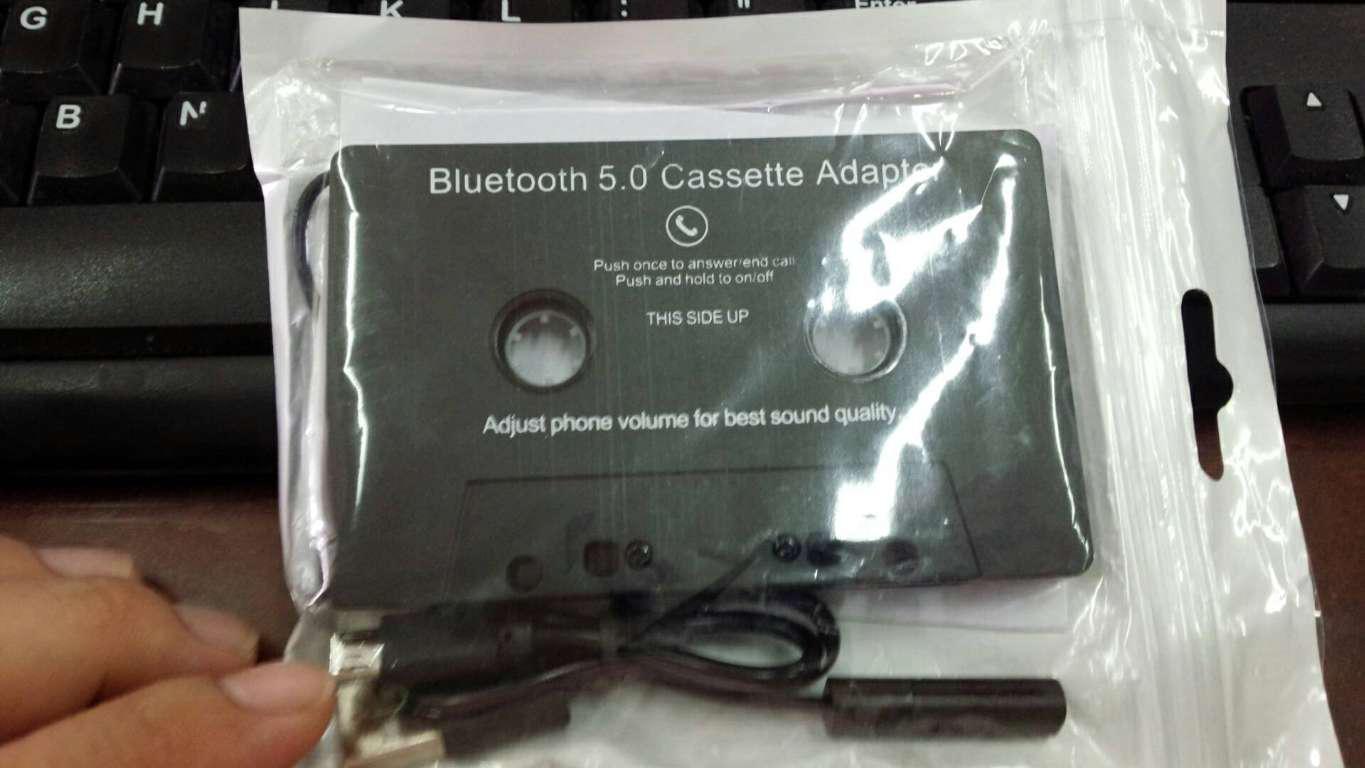 G
H
J
K
L
:
"
Enter
B
N
Bluetooth 5.0 Cassette Adapter
Push once to answer/end call
Push and hold to on/off
THIS SIDE UP
Adjust phone volume for best sound quality.